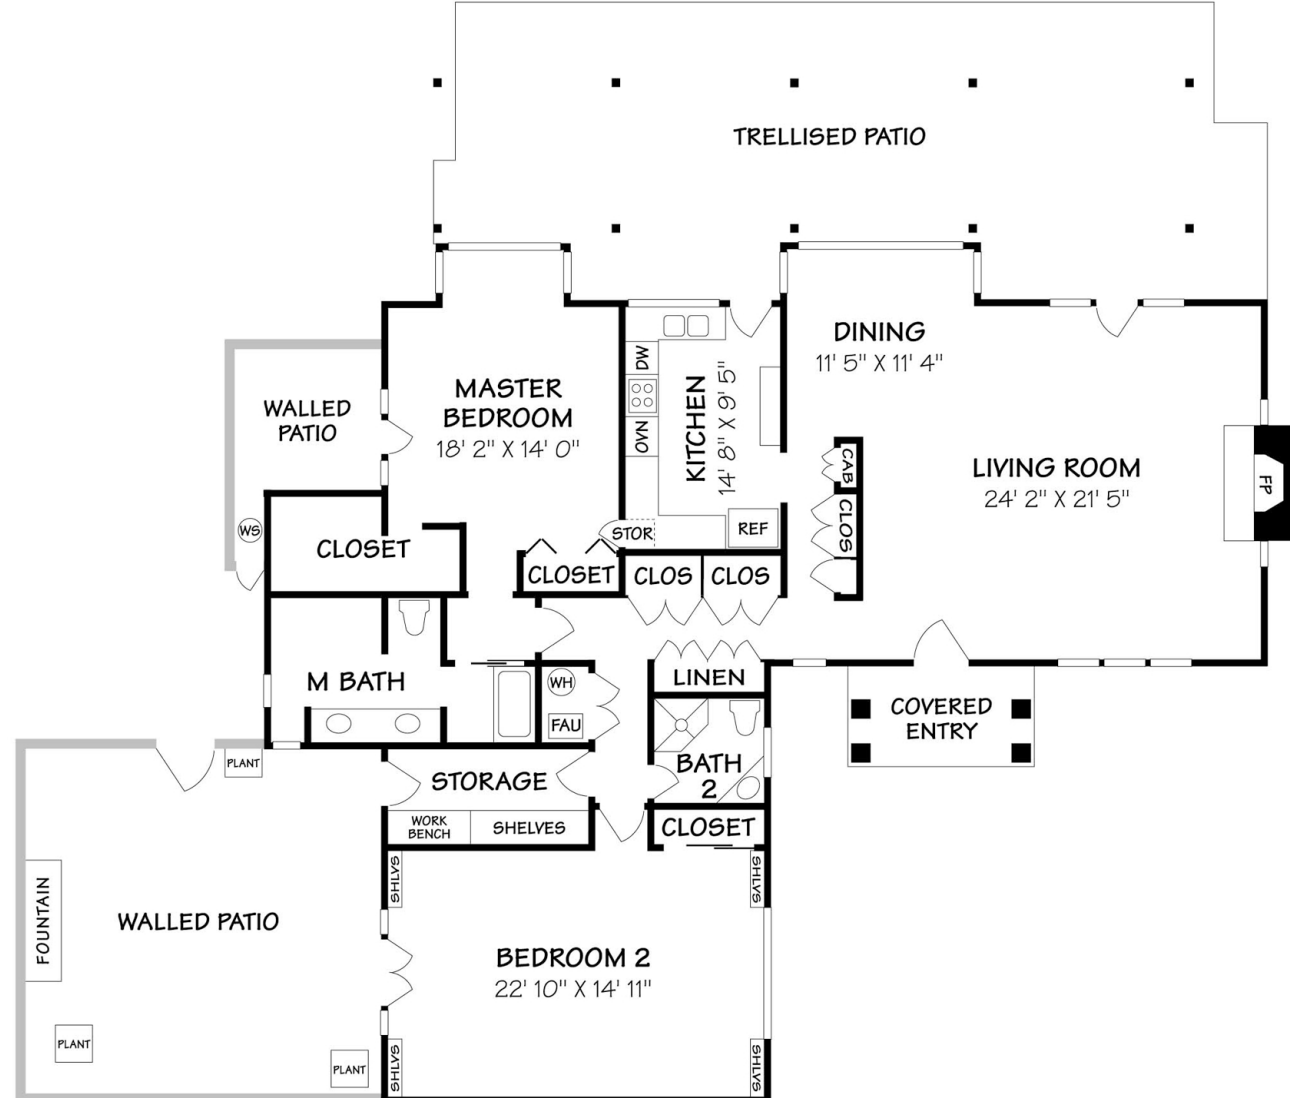 TRELLISED PATIO
DINING
11' 5" X 11' 4"
MASTER
BEDROOM
18' 2" X 14' 0"
WALLED
PATIO
DW
OVN
KITCHEN
14' 8" X 9' 5"
REF
STOR
CAB
CLOS
LIVING ROOM
24' 2" X 21' 5"
FP
WS
CLOSET
CLOSET
CLOS
CLOS
LINEN
M BATH
WH
FAU
COVERED
ENTRY
BATH
2
PLANT
STORAGE
WORK
BENCH
SHELVES
CLOSET
SHLVS
SHLVS
FOUNTAIN
WALLED PATIO
BEDROOM 2
22' 10" X 14' 11"
PLANT
PLANT
SHLVS
SHLVS